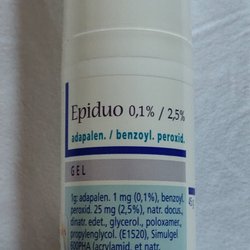 Epiduo 0,1% / 2,5%
adapalen. / benzoyl. peroxid.
GEL
1g: adapalen. 1 mg (0,1%), benzoyl.
peroxid. 25 mg (2,5%), natr. docus.,
dinatr. edet., glycerol., poloxamer.,
propylenglycol. (E1520), Simulgel
600PHA (acrylamid. et natr.